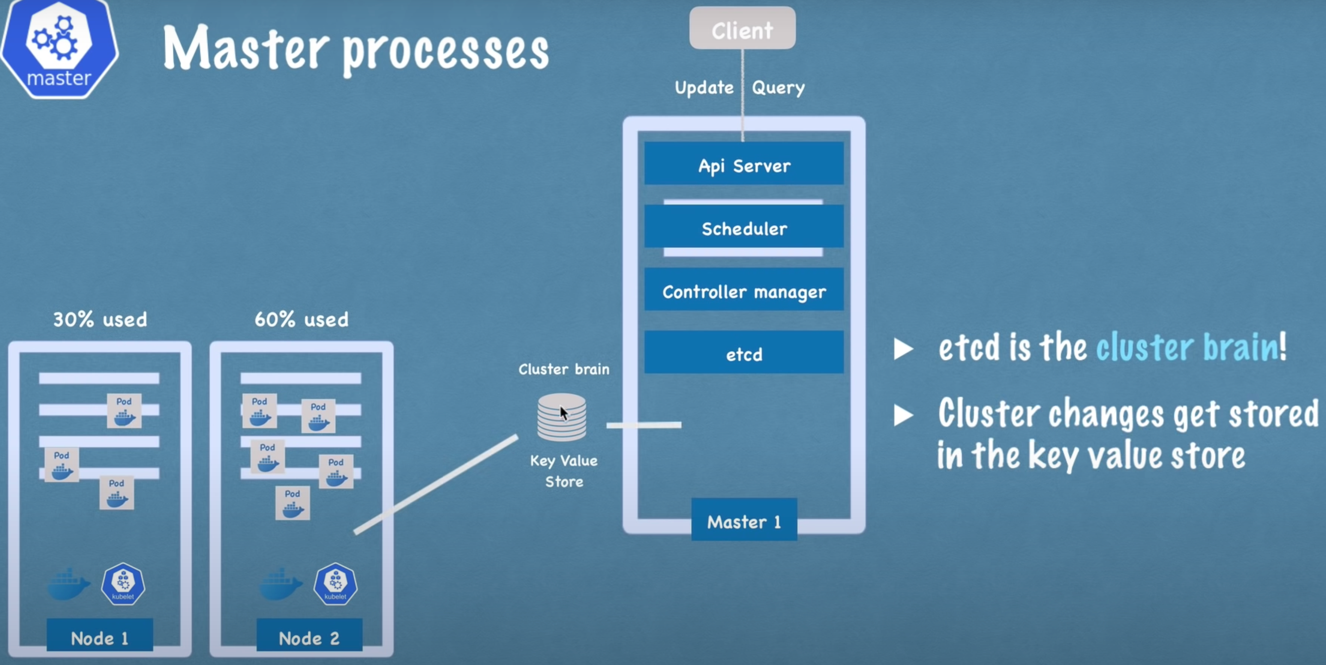 master
Master processes
Client
Update Query
Api Server
Scheduler
Controller manager
etcd
Master 1
30% used
60% used
Pod
Pod
Pod
kubelet
Node 1
Pod
Pod
Pod
Pod
Pod
kubelet
Node 2
Cluster brain
Key Value
Store
etcd is the cluster brain!
Cluster changes get stored
in the key value store